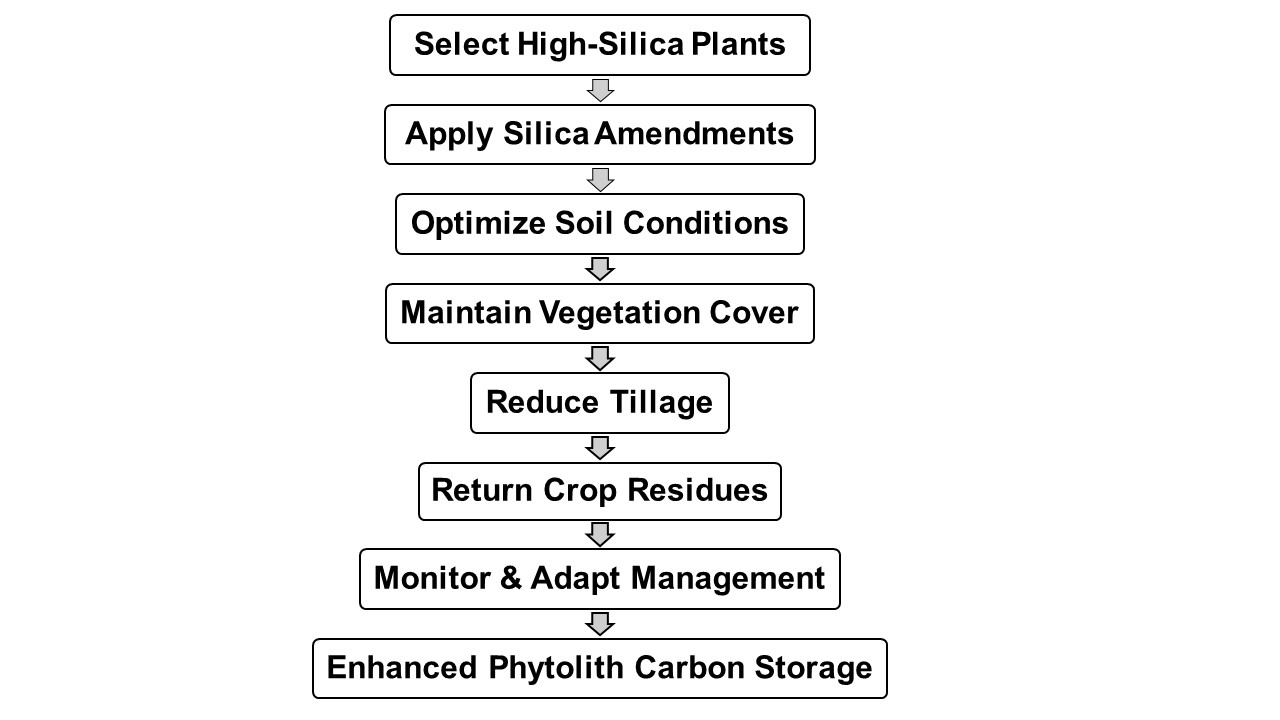 Select High-Silica Plants
Apply Silica Amendments
Optimize Soil Conditions
Maintain Vegetation Cover
Reduce Tillage
Return Crop Residues
Monitor & Adapt Management
Enhanced Phytolith Carbon Storage